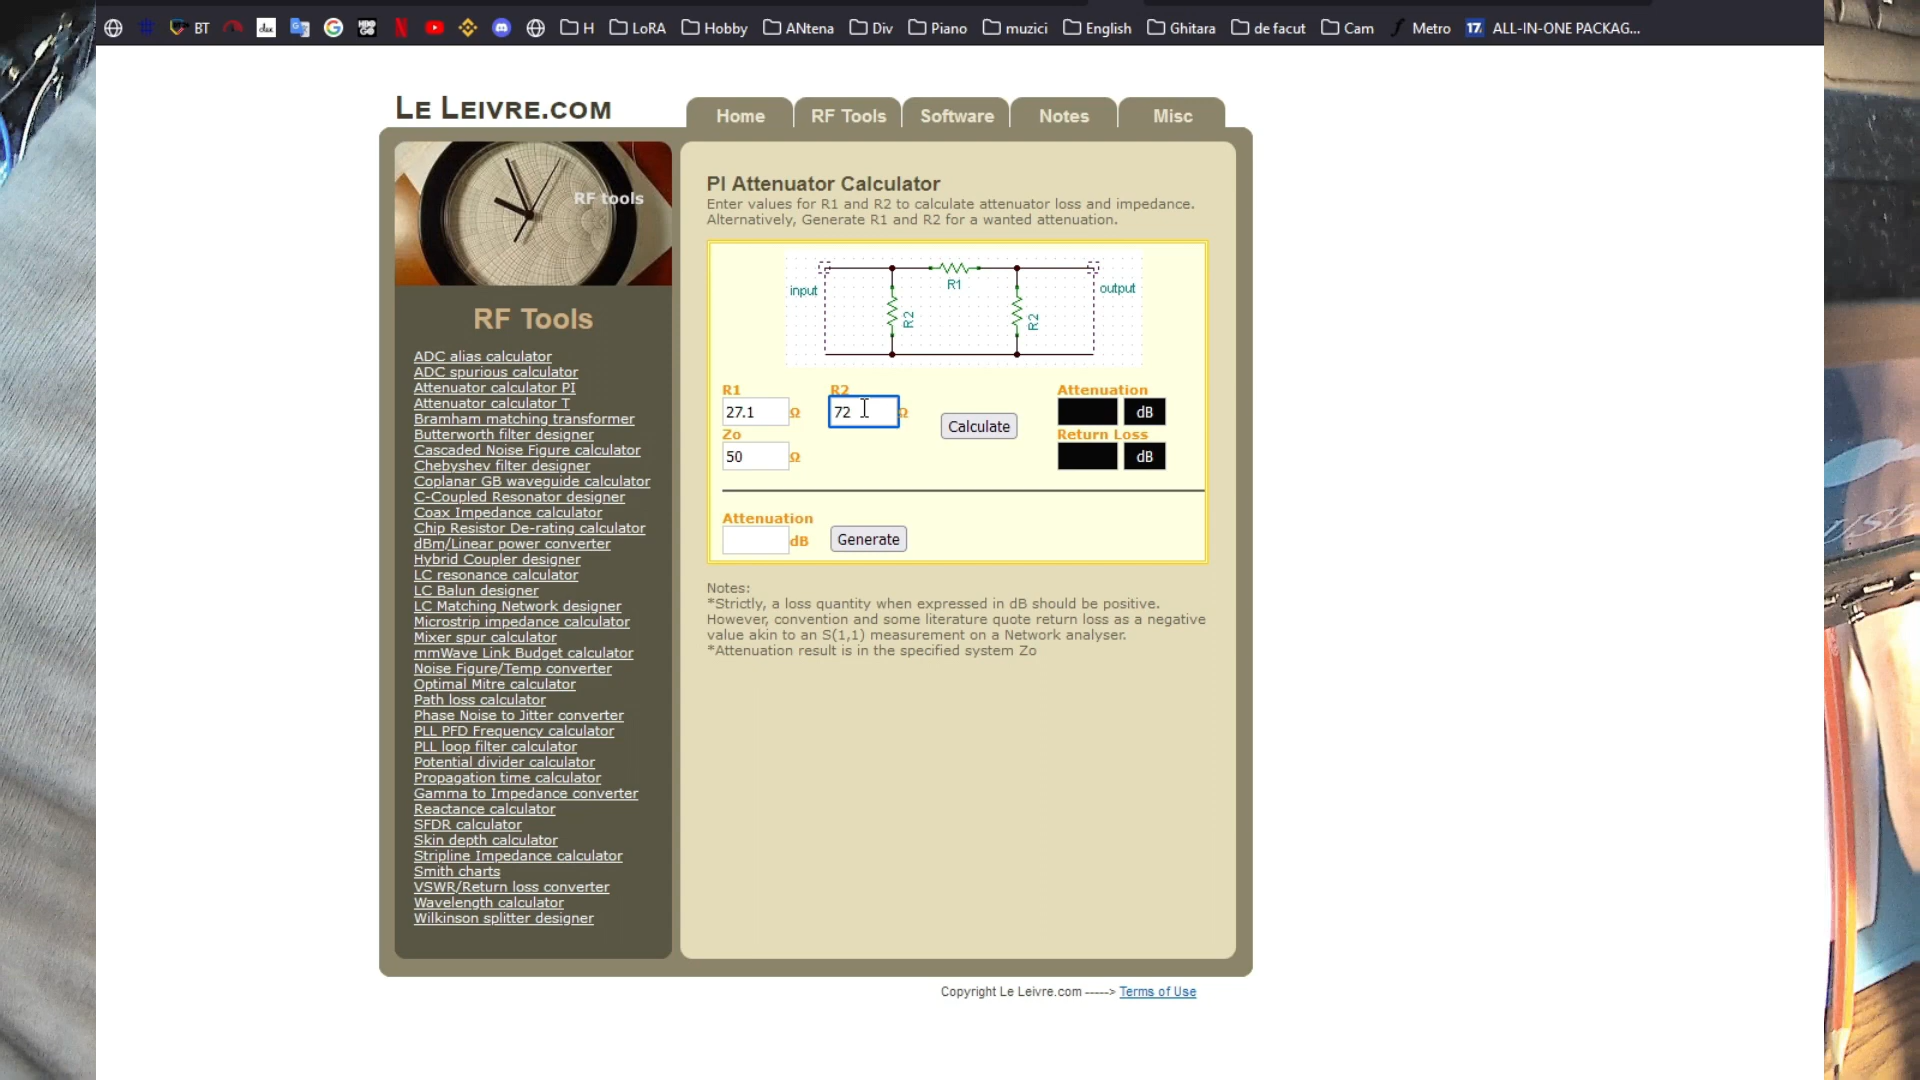 BT
H
LoRA
Hobby
ANtena
Div
Piano
muzici
English
Ghitara
de facut
Cam
Metro
17.
ALL-IN-ONE PACKAG...
LE LEIVRE.COM
Home
RF Tools
Software
Notes
Misc
RF tools
RF Tools
ADC alias calculator
ADC spurious calculator
Attenuator calculator PI
Attenuator calculator T
Bramham matching transformer
Butterworth filter designer
Cascaded Noise Figure calculator
Chebyshev filter designer
Coplanar GB waveguide calculator
C-Coupled Resonator designer
Coax Impedance calculator
Chip Resistor De-rating calculator
dBm/Linear power converter
Hybrid Coupler designer
LC resonance calculator
LC Balun designer
LC Matching Network designer
Microstrip impedance calculator
Mixer spur calculator
mmWave Link Budget calculator
Noise Figure/Temp converter
Optimal Mitre calculator
Path loss calculator
Phase Noise to Jitter converter
PLL PFD Frequency calculator
PLL loop filter calculator
Potential divider calculator
Propagation time calculator
Gamma to Impedance converter
Reactance calculator
SFDR calculator
Skin depth calculator
Stripline Impedance calculator
Smith charts
VSWR/Return loss converter
Wavelength calculator
Wilkinson splitter designer
PI Attenuator Calculator
Enter values for R1 and R2 to calculate attenuator loss and impedance.
Alternatively, Generate R1 and R2 for a wanted attenuation.
input
R1
R2
R2
output
R1
R2
Attenuation
27.1 Ω
72 Ω
Calculate
dB
Zo
Return Loss
50 Ω
dB
Attenuation
dB
Generate
Notes:
*Strictly, a loss quantity when expressed in dB should be positive.
However, convention and some literature quote return loss as a negative
value akin to an S(1,1) measurement on a Network analyser.
*Attenuation result is in the specified system Zo
Copyright Le Leivre.com -----> Terms of Use